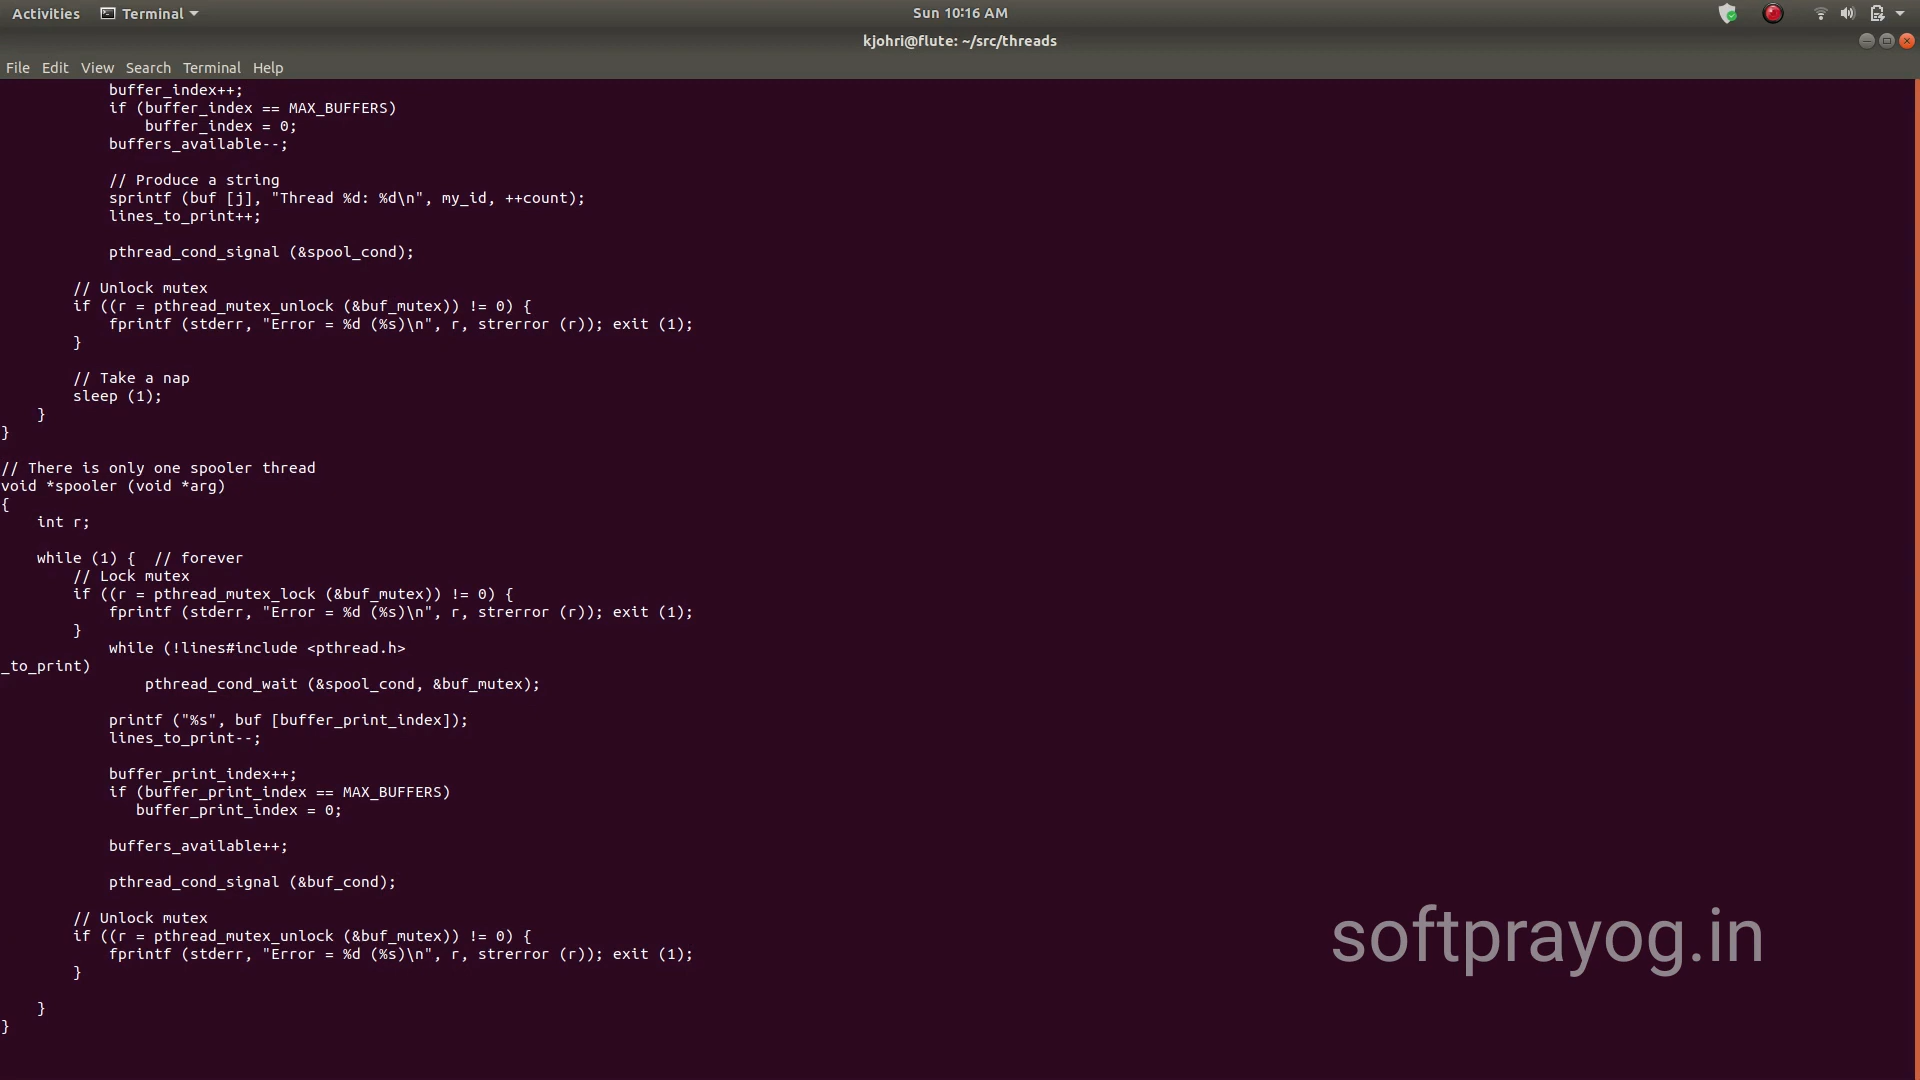 Activities Terminal Sun 10:16 AM
kjohri@flute: ~/src/threads
File Edit View Search Terminal Help
            buffer_index++;
            if (buffer_index == MAX_BUFFERS)
                buffer_index = 0;
            buffers_available--;

            // Produce a string
            sprintf (buf [j], "Thread %d: %d\n", my_id, ++count);
            lines_to_print++;

            pthread_cond_signal (&spool_cond);

        // Unlock mutex
        if ((r = pthread_mutex_unlock (&buf_mutex)) != 0) {
            fprintf (stderr, "Error = %d (%s)\n", r, strerror (r)); exit (1);
        }

        // Take a nap
        sleep (1);
    }
}

// There is only one spooler thread
void *spooler (void *arg)
{
    int r;

    while (1) {  // forever
        // Lock mutex
        if ((r = pthread_mutex_lock (&buf_mutex)) != 0) {
            fprintf (stderr, "Error = %d (%s)\n", r, strerror (r)); exit (1);
        }
            while (!lines#include <pthread.h>
_to_print)
                pthread_cond_wait (&spool_cond, &buf_mutex);

            printf ("%s", buf [buffer_print_index]);
            lines_to_print--;

            buffer_print_index++;
            if (buffer_print_index == MAX_BUFFERS)
               buffer_print_index = 0;

            buffers_available++;

            pthread_cond_signal (&buf_cond);

        // Unlock mutex
        if ((r = pthread_mutex_unlock (&buf_mutex)) != 0) {
            fprintf (stderr, "Error = %d (%s)\n", r, strerror (r)); exit (1);
        }

    }
}
softprayog.in